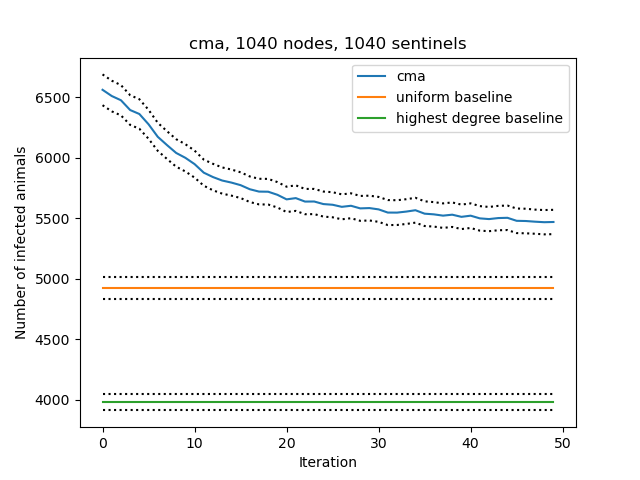 cma, 1040 nodes, 1040 sentinels
cma
uniform baseline
highest degree baseline
Number of infected animals
6500
6000
5500
5000
4500
4000
0 10 20 30 40 50
Iteration